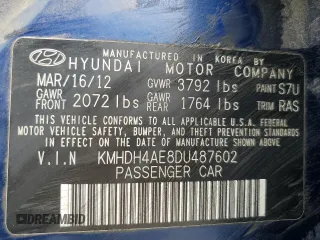 MANUFACTURED IN KOREA BY
HYUNDAI MOTOR COMPANY
MAR/16/12 GVWR 3792 lbs PAINT S7U
GAWR FRONT 2072 lbs GAWR REAR 1764 lbs TRIM RAS
THIS VEHICLE CONFORMS TO ALL APPLICABLE U.S. FEDERAL MOTOR
VEHICLE SAFETY, BUMPER, AND THEFT PREVENTION STANDARDS
IN EFFECT ON THE DATE OF MANUFACTURE SHOWN ABOVE.
V.I.N KMHDH4AE8DU487602
PASSENGER CAR
DREAMBID